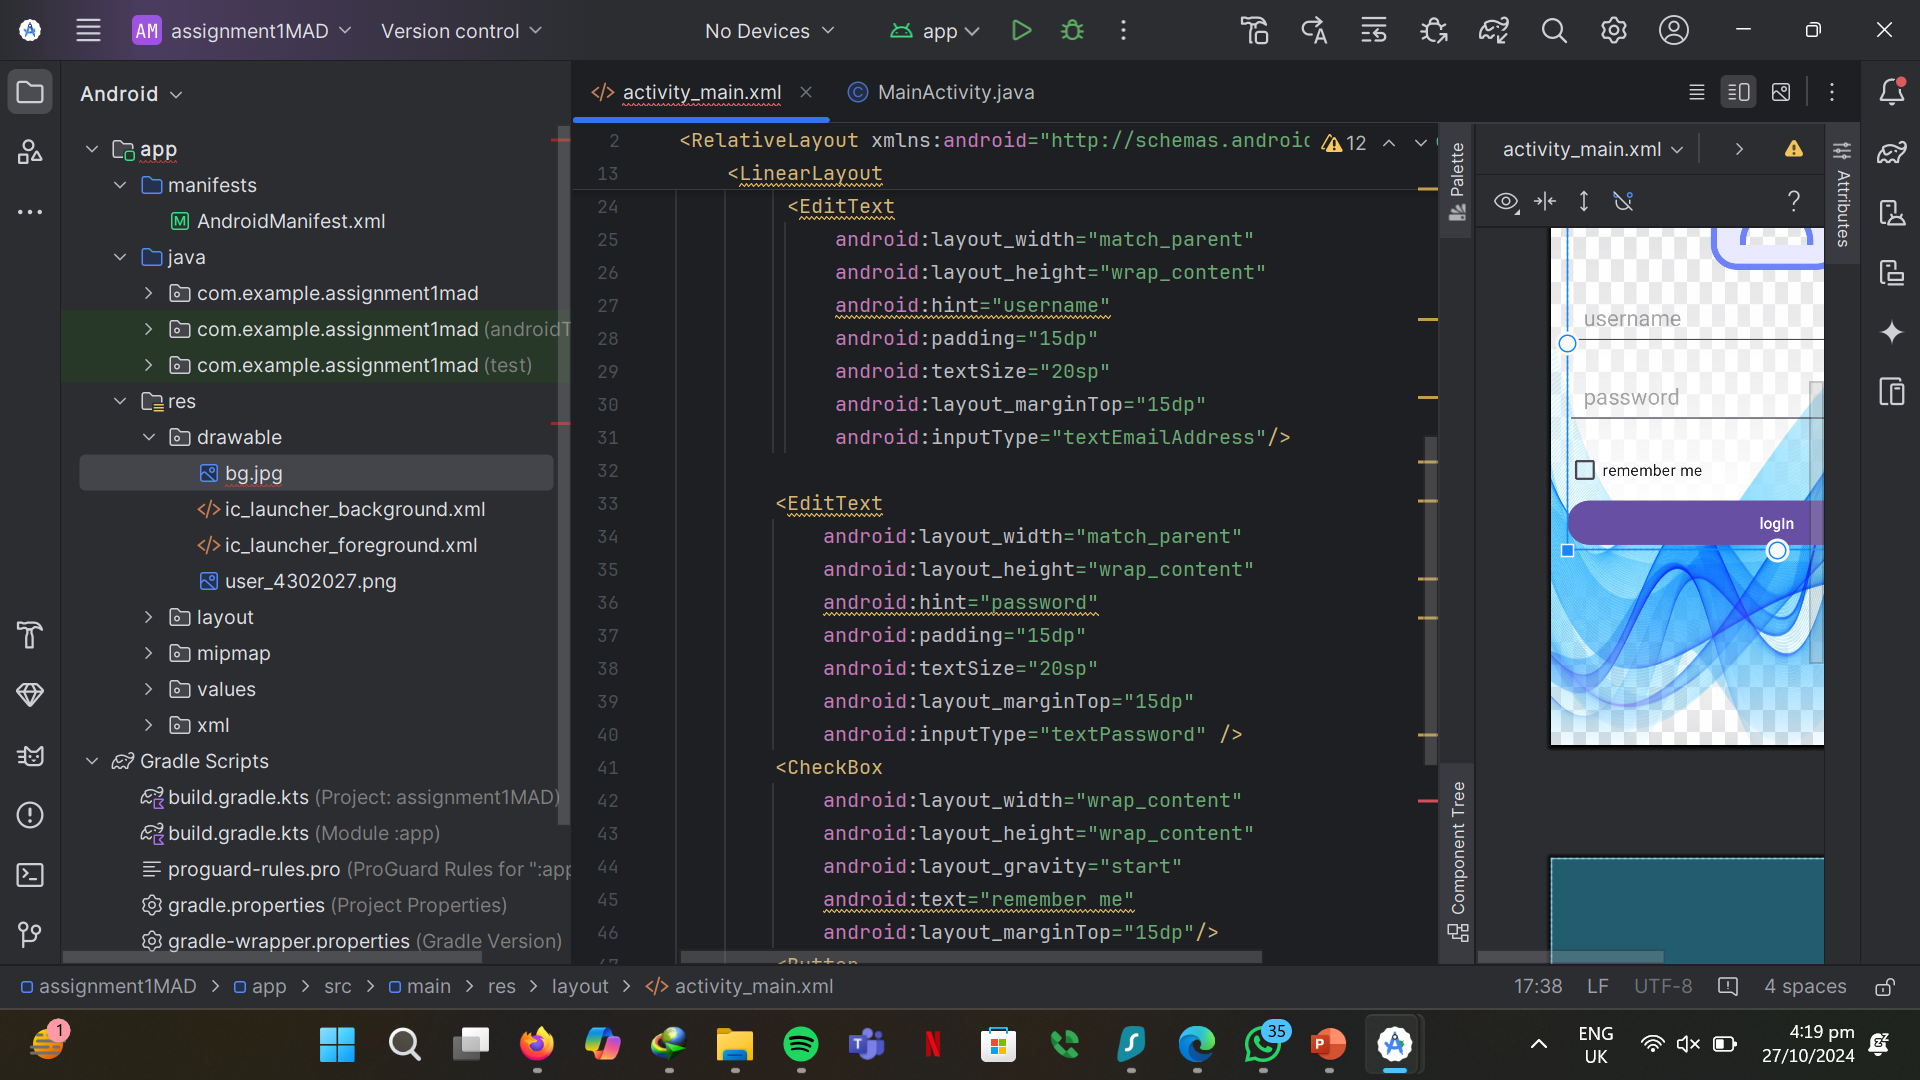 AM assignment1MAD Version control No Devices app
Android
app
manifests
AndroidManifest.xml
java
com.example.assignment1mad
com.example.assignment1mad (androidT
com.example.assignment1mad (test)
res
drawable
bg.jpg
ic_launcher_background.xml
ic_launcher_foreground.xml
user_4302027.png
layout
mipmap
values
xml
Gradle Scripts
build.gradle.kts (Project: assignment1MAD)
build.gradle.kts (Module :app)
proguard-rules.pro (ProGuard Rules for ":app
gradle.properties (Project Properties)
gradle-wrapper.properties (Gradle Version)
activity_main.xml MainActivity.java
2 <RelativeLayout xmlns:android="http://schemas.android 12
13 <LinearLayout
24 <EditText
25 android:layout_width="match_parent"
26 android:layout_height="wrap_content"
27 android:hint="username"
28 android:padding="15dp"
29 android:textSize="20sp"
30 android:layout_marginTop="15dp"
31 android:inputType="textEmailAddress"/>
32
33 <EditText
34 android:layout_width="match_parent"
35 android:layout_height="wrap_content"
36 android:hint="password"
37 android:padding="15dp"
38 android:textSize="20sp"
39 android:layout_marginTop="15dp"
40 android:inputType="textPassword" />
41 <CheckBox
42 android:layout_width="wrap_content"
43 android:layout_height="wrap_content"
44 android:layout_gravity="start"
45 android:text="remember me"
46 android:layout_marginTop="15dp"/>
47 <Button
Palette
Component Tree
activity_main.xml
?
Attributes
username
password
remember me
logIn
assignment1MAD > app > src > main > res > layout > activity_main.xml
17:38 LF UTF-8 4 spaces
1
35
ENG
UK
4:19 pm
27/10/2024